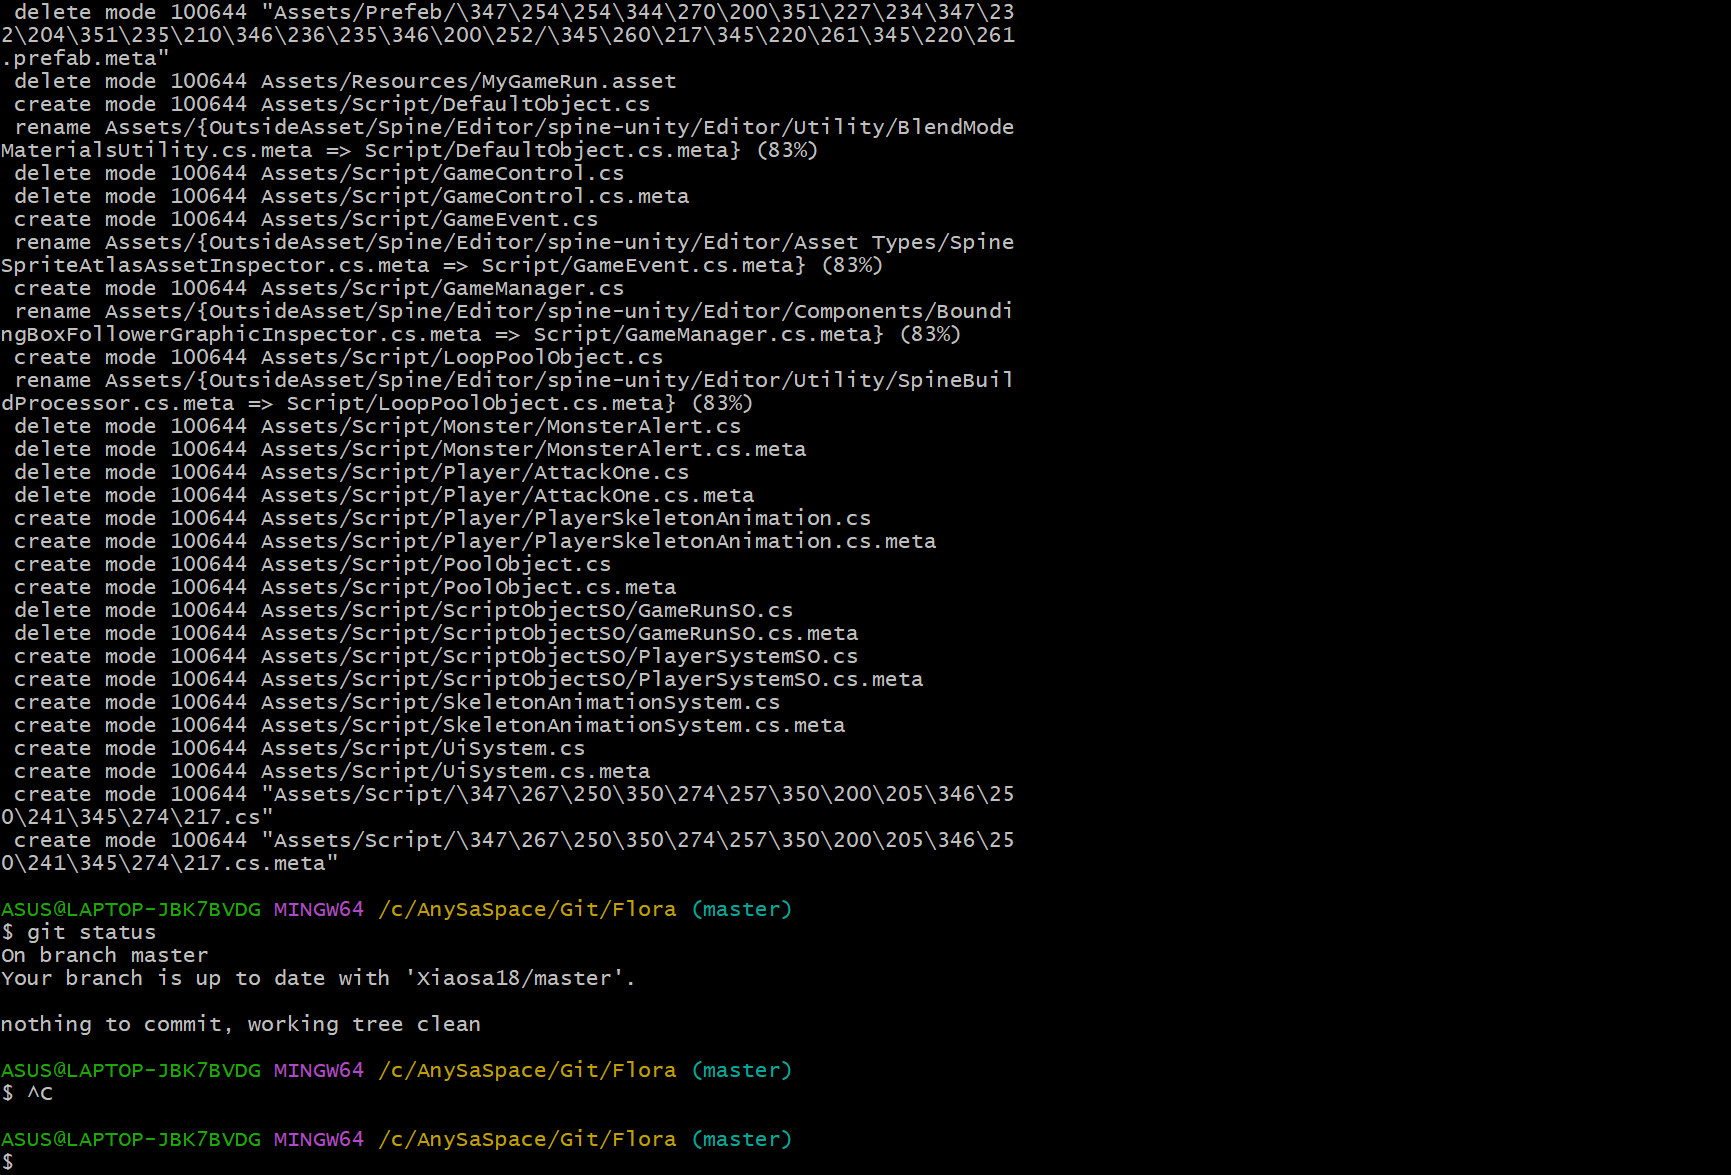 delete mode 100644 "Assets/Prefeb/\347\254\254\344\270\200\351\227\234\347\23
2\204\351\235\210\346\236\235\346\200\252/\345\260\217\345\220\261\345\220\261
.prefab.meta"
 delete mode 100644 Assets/Resources/MyGameRun.asset
 create mode 100644 Assets/Script/DefaultObject.cs
 rename Assets/{OutsideAsset/Spine/Editor/spine-unity/Editor/Utility/BlendMode
MaterialsUtility.cs.meta => Script/DefaultObject.cs.meta} (83%)
 delete mode 100644 Assets/Script/GameControl.cs
 delete mode 100644 Assets/Script/GameControl.cs.meta
 create mode 100644 Assets/Script/GameEvent.cs
 rename Assets/{OutsideAsset/Spine/Editor/spine-unity/Editor/Asset Types/Spine
SpriteAtlasAssetInspector.cs.meta => Script/GameEvent.cs.meta} (83%)
 create mode 100644 Assets/Script/GameManager.cs
 rename Assets/{OutsideAsset/Spine/Editor/spine-unity/Editor/Components/Boundi
ngBoxFollowerGraphicInspector.cs.meta => Script/GameManager.cs.meta} (83%)
 create mode 100644 Assets/Script/LoopPoolObject.cs
 rename Assets/{OutsideAsset/Spine/Editor/spine-unity/Editor/Utility/SpineBuil
dProcessor.cs.meta => Script/LoopPoolObject.cs.meta} (83%)
 delete mode 100644 Assets/Script/Monster/MonsterAlert.cs
 delete mode 100644 Assets/Script/Monster/MonsterAlert.cs.meta
 delete mode 100644 Assets/Script/Player/AttackOne.cs
 delete mode 100644 Assets/Script/Player/AttackOne.cs.meta
 create mode 100644 Assets/Script/Player/PlayerSkeletonAnimation.cs
 create mode 100644 Assets/Script/Player/PlayerSkeletonAnimation.cs.meta
 create mode 100644 Assets/Script/PoolObject.cs
 create mode 100644 Assets/Script/PoolObject.cs.meta
 delete mode 100644 Assets/Script/ScriptObjectSO/GameRunSO.cs
 delete mode 100644 Assets/Script/ScriptObjectSO/GameRunSO.cs.meta
 create mode 100644 Assets/Script/ScriptObjectSO/PlayerSystemSO.cs
 create mode 100644 Assets/Script/ScriptObjectSO/PlayerSystemSO.cs.meta
 create mode 100644 Assets/Script/SkeletonAnimationSystem.cs
 create mode 100644 Assets/Script/SkeletonAnimationSystem.cs.meta
 create mode 100644 Assets/Script/UiSystem.cs
 create mode 100644 Assets/Script/UiSystem.cs.meta
 create mode 100644 "Assets/Script/\347\267\250\350\274\257\350\200\205\346\25
0\241\345\274\217.cs"
 create mode 100644 "Assets/Script/\347\267\250\350\274\257\350\200\205\346\25
0\241\345\274\217.cs.meta"

ASUS@LAPTOP-JBK7BVDG MINGW64 /c/AnySaSpace/Git/Flora (master)
$ git status
On branch master
Your branch is up to date with 'Xiaosa18/master'.

nothing to commit, working tree clean

ASUS@LAPTOP-JBK7BVDG MINGW64 /c/AnySaSpace/Git/Flora (master)
$ ^C

ASUS@LAPTOP-JBK7BVDG MINGW64 /c/AnySaSpace/Git/Flora (master)
$